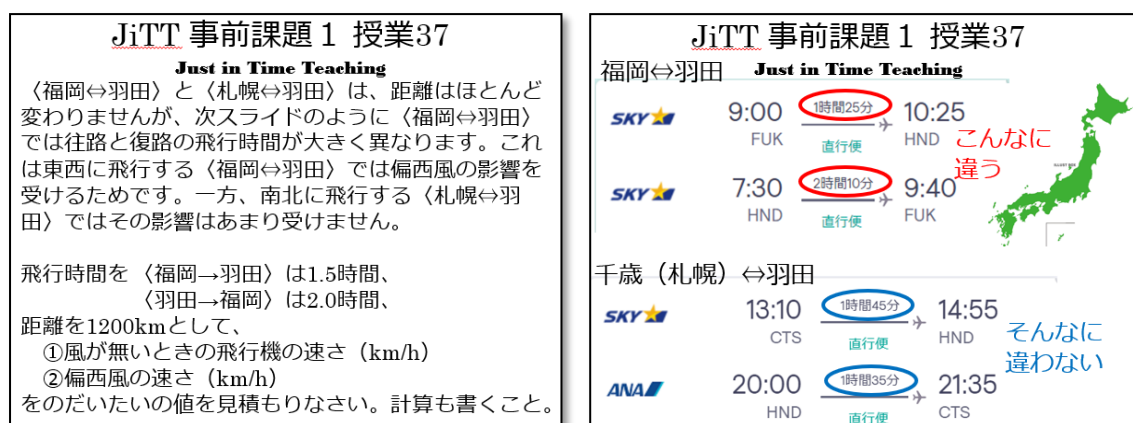 JiTT 事前課題１ 授業37
Just in Time Teaching
〈福岡⇔羽田〉と〈札幌⇔羽田〉は、距離はほとんど
変わりませんが、次スライドのように〈福岡⇔羽田〉
では往路と復路の飛行時間が大きく異なります。これ
は東西に飛行する〈福岡⇔羽田〉では偏西風の影響を
受けるためです。一方、南北に飛行する〈札幌⇔羽
田〉ではその影響はあまり受けません。
飛行時間を〈福岡→羽田〉は1.5時間、
〈羽田→福岡〉は2.0時間、
距離を1200kmとして、
①風が無いときの飛行機の速さ（km/h）
②偏西風の速さ（km/h）
をのだいたいの値を見積もりなさい。計算も書くこと。
JiTT 事前課題１ 授業37
Just in Time Teaching
福岡⇔羽田
SKY 9:00 1時間25分 10:25
FUK 直行便 HND
こんなに
違う
SKY 7:30 2時間10分 9:40
HND 直行便 FUK
千歳（札幌）⇔羽田
SKY 13:10 1時間45分 14:55
CTS 直行便 HND
そんなに
違わない
ANA 20:00 1時間35分 21:35
HND 直行便 CTS